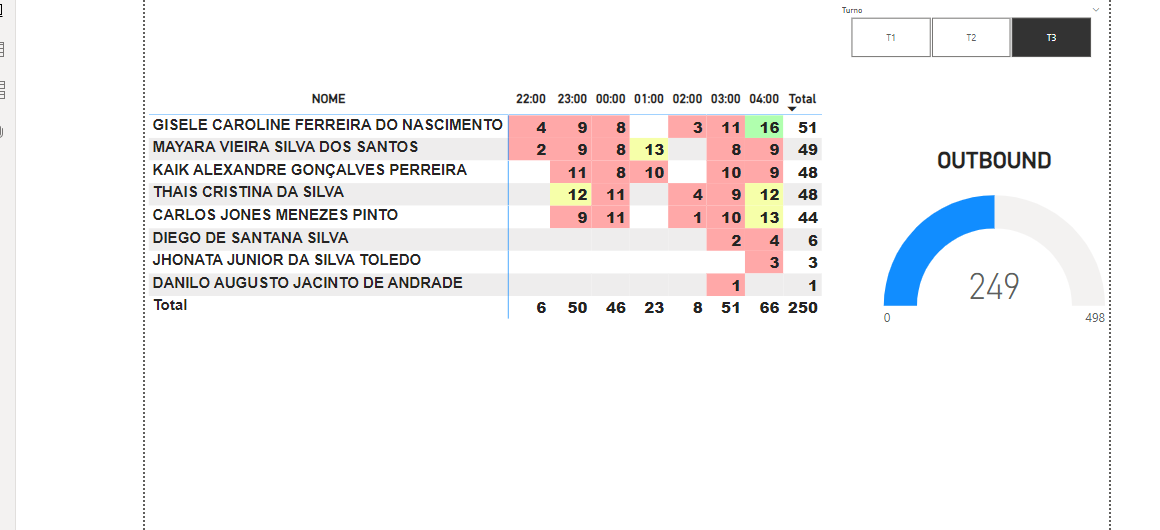 Turno
T1 T2 T3
NOME 22:00 23:00 00:00 01:00 02:00 03:00 04:00 Total
GISELE CAROLINE FERREIRA DO NASCIMENTO 4 9 8 3 11 16 51
MAYARA VIEIRA SILVA DOS SANTOS 2 9 8 13 8 9 49
KAIK ALEXANDRE GONÇALVES PERREIRA 11 8 10 10 9 48
THAIS CRISTINA DA SILVA 12 11 4 9 12 48
CARLOS JONES MENEZES PINTO 9 11 1 10 13 44
DIEGO DE SANTANA SILVA 2 4 6
JHONATA JUNIOR DA SILVA TOLEDO 3 3
DANILO AUGUSTO JACINTO DE ANDRADE 1 1
Total 6 50 46 23 8 51 66 250
OUTBOUND
249
0 498